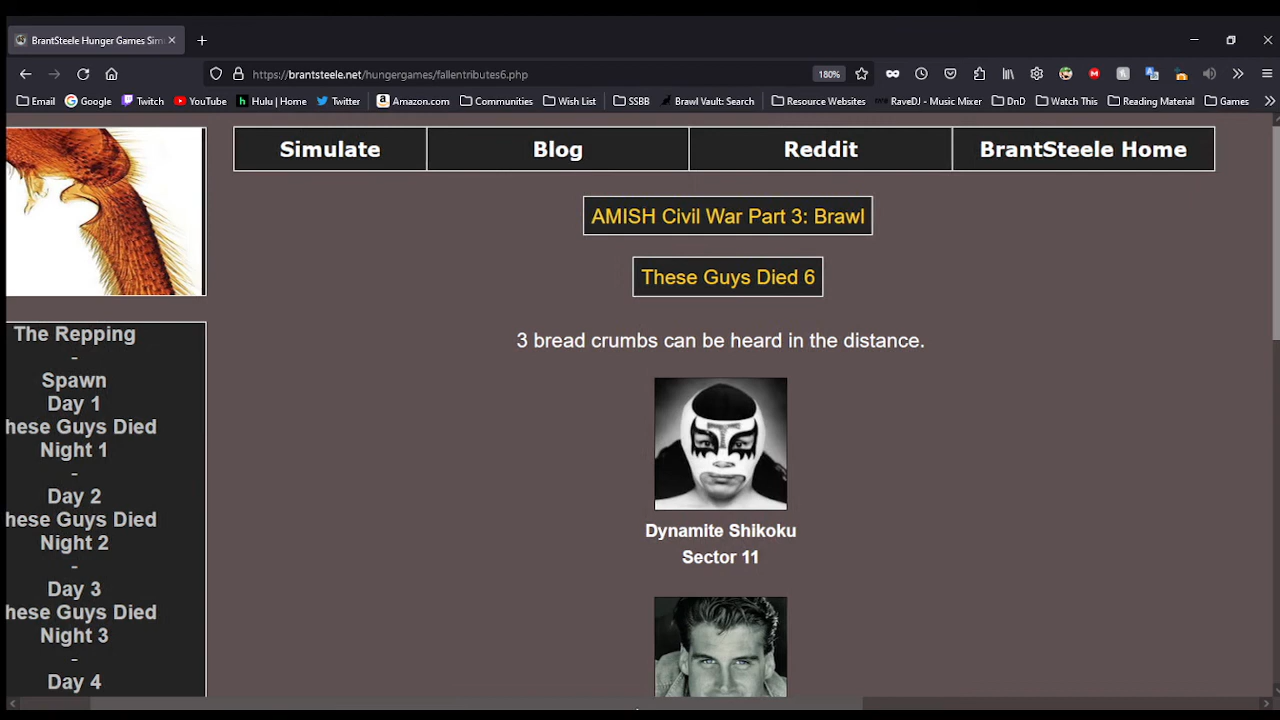 BrantSteele Hunger Games Sim
https://brantsteele.net/hungergames/fallentributes6.php
180%
Email
Google
Twitch
YouTube
Hulu | Home
Twitter
Amazon.com
Communities
Wish List
SSBB
Brawl Vault: Search
Resource Websites
RaveDJ - Music Mixer
DnD
Watch This
Reading Material
Games
Simulate
Blog
Reddit
BrantSteele Home
AMISH Civil War Part 3: Brawl
These Guys Died 6
3 bread crumbs can be heard in the distance.
Dynamite Shikoku
Sector 11
The Repping
-
Spawn
Day 1
hese Guys Died
Night 1
-
Day 2
hese Guys Died
Night 2
-
Day 3
hese Guys Died
Night 3
-
Day 4